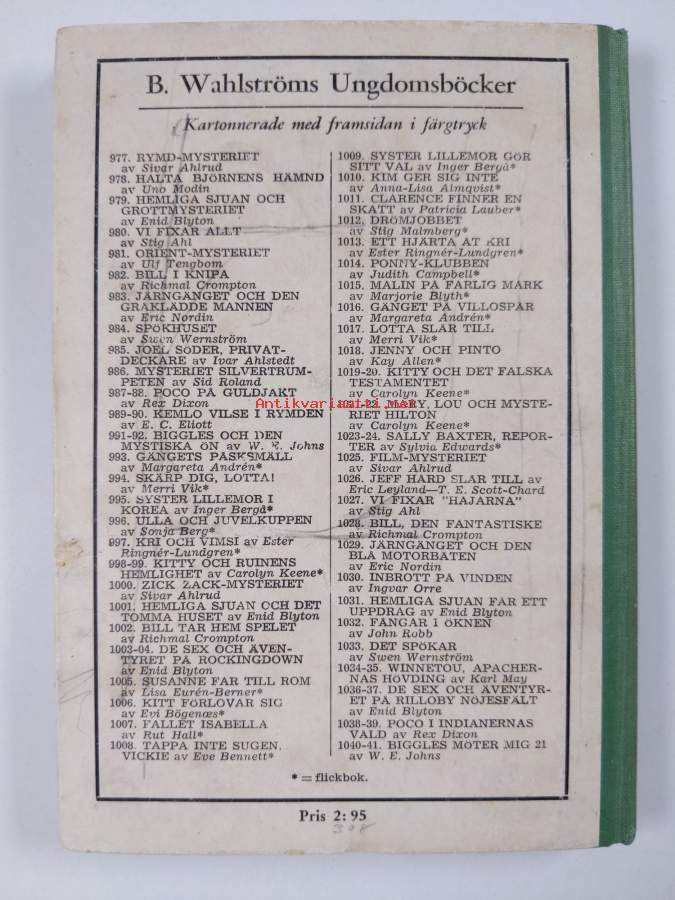 B. Wahlströms Ungdomsböcker
Kartonnerade med framsidan i färgtryck
977. RYMD-MYSTERIET
av Sivar Ahlrud
978. HALTA BJÖRNENS HÄMND
av Uno Modin
979. HEMLIGA SJUAN OCH
GROTTMYSTERIET
av Enid Blyton
980. VI FIXAR ALLT
av Stig Ahl
981. ORIENT-MYSTERIET
av Ulf Tengbom
982. BILL I KNIPA
av Richmal Crompton
983. JÄRNGÄNGET OCH DEN
GRÅKLÄDDE MANNEN
av Eric Nordin
984. SPÖKHUSET
av Swen Wernström
985. JOEL SÖDER, PRIVAT-
DECKARE av Ivar Ahlstedt
986. MYSTERIET SILVERTRUM-
PETEN av Sid Roland
987-88. POCO PÅ GULDJAKT
av Rex Dixon
989-90. KEMLO VILSE I RYMDEN
av E. C. Eliott
991-92. BIGGLES OCH DEN
MYSTISKA ÖN av W. E. Johns
993. GÄNGETS PÅSKSMÄLL
av Margareta Andrén*
994. SKÄRP DIG, LOTTA!
av Merri Vik*
995. SYSTER LILLEMOR I
KOREA av Inger Bergå*
996. ULLA OCH JUVELKUPPEN
av Sonja Berg*
997. KRI OCH VIMSI av Ester
Ringnér-Lundgren*
998-99. KITTY OCH RUINENS
HEMLIGHET av Carolyn Keene*
1000. ZICK ZACK-MYSTERIET
av Sivar Ahlrud
1001. HEMLIGA SJUAN OCH DET
TOMMA HUSET av Enid Blyton
1002. BILL TAR HEM SPELET
av Richmal Crompton
1003-04. DE SEX OCH ÄVEN-
TYRET PÅ ROCKINGDOWN
av Enid Blyton
1005. SUSANNE FAR TILL ROM
av Lisa Eurén-Berner*
1006. KITT FÖRLOVAR SIG
av Evi Bögenæs*
1007. FALLET ISABELLA
av Rut Hall*
1008. TAPPA INTE SUGEN,
VICKIE av Eve Bennett*
1009. SYSTER LILLEMOR GÖR
SITT VAL av Inger Bergå*
1010. KIM GER SIG INTE
av Anna-Lisa Almqvist*
1011. CLARENCE FINNER EN
SKATT av Patricia Lauber*
1012. DRÖMJOBBET
av Stig Malmberg*
1013. ETT HJÄRTA ÅT KRI
av Ester Ringnér-Lundgren*
1014. PONNY-KLUBBEN
av Judith Campbell*
1015. MALIN PÅ FARLIG MARK
av Marjorie Blyth*
1016. GÄNGET PÅ VILLOSPÅR
av Margareta Andrén*
1017. LOTTA SLÅR TILL
av Merri Vik*
1018. JENNY OCH PINTO
av Kay Allen*
1019-20. KITTY OCH DET FALSKA
TESTAMENTET
av Carolyn Keene*
1021-22. MARY, LOU OCH MYSTE-
RIET HILTON
av Carolyn Keene*
1023-24. SALLY BAXTER, REPOR-
TER av Sylvia Edwards*
1025. FILM-MYSTERIET
av Sivar Ahlrud
1026. JEFF HARD SLÅR TILL av
Eric Leyland—T. E. Scott-Chard
1027. VI FIXAR "HAJARNA"
av Stig Ahl
1028. BILL, DEN FANTASTISKE
av Richmal Crompton
1029. JÄRNGÄNGET OCH DEN
BLÅ MOTORBÅTEN
av Eric Nordin
1030. INBROTT PÅ VINDEN
av Ingvar Orre
1031. HEMLIGA SJUAN FÅR ETT
UPPDRAG av Enid Blyton
1032. FÅNGAR I ÖKNEN
av John Robb
1033. DET SPÖKAR
av Swen Wernström
1034-35. WINNETOU, APACHER-
NAS HÖVDING av Karl May
1036-37. DE SEX OCH ÄVENTYR-
ET PÅ RILLOBY NÖJESFÄLT
av Enid Blyton
1038-39. POCO I INDIANERNAS
VÅLD av Rex Dixon
1040-41. BIGGLES MÖTER MIG 21
av W. E. Johns
* = flickbok.
Pris 2:95
Antikvariaatti.net